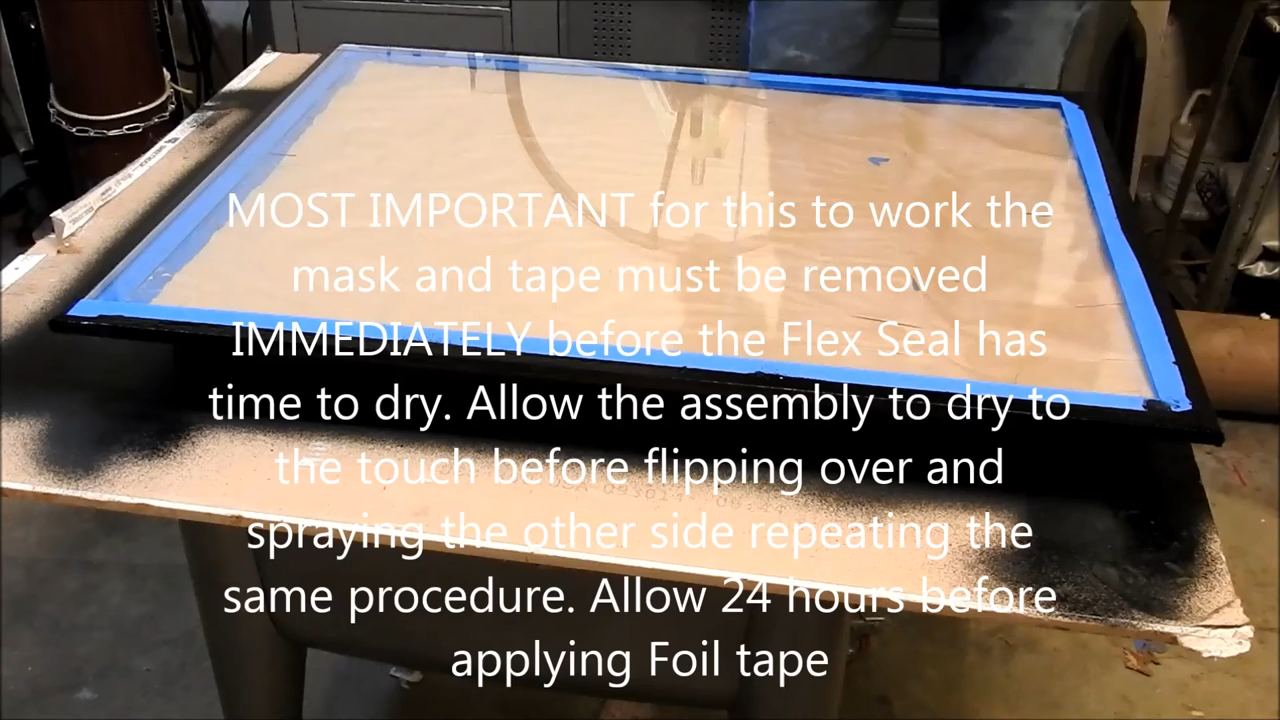 MOST IMPORTANT for this to work the
mask and tape must be removed
IMMEDIATELY before the Flex Seal has
time to dry. Allow the assembly to dry to
the touch before flipping over and
spraying the other side repeating the
same procedure. Allow 24 hours before
applying Foil tape